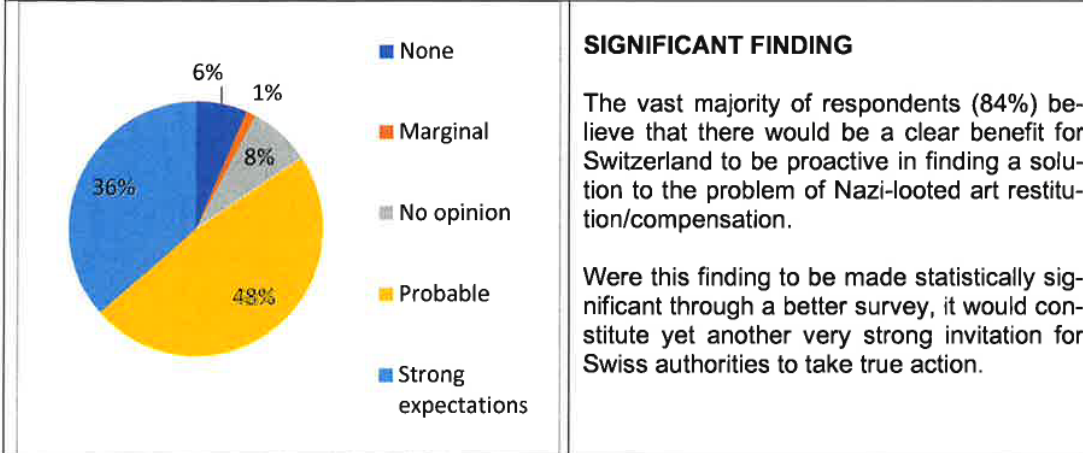 6%
1%
8%
36%
48%
None
Marginal
No opinion
Probable
Strong
expectations
SIGNIFICANT FINDING
The vast majority of respondents (84%) be-
lieve that there would be a clear benefit for
Switzerland to be proactive in finding a solu-
tion to the problem of Nazi-looted art restitu-
tion/compensation.
Were this finding to be made statistically sig-
nificant through a better survey, it would con-
stitute yet another very strong invitation for
Swiss authorities to take true action.